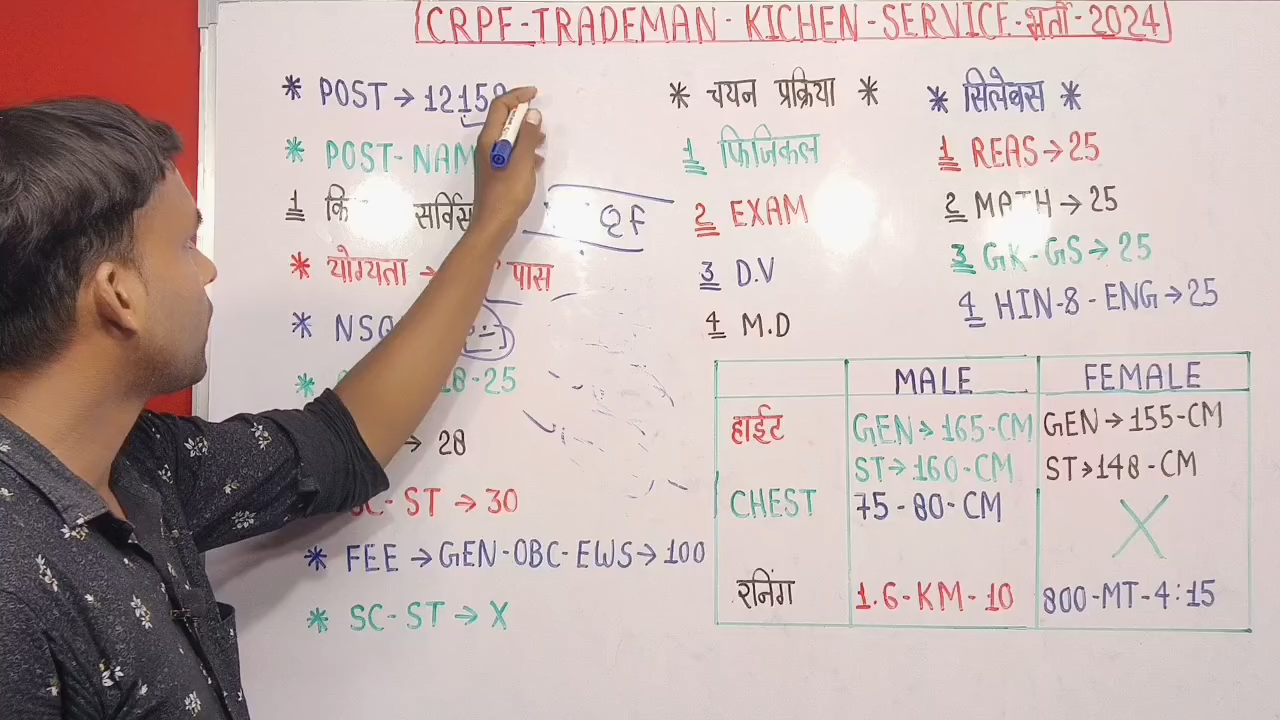 CRPF-TRADEMAN-KICHEN-SERVICE-भर्ती-2024
* POST → 12150
* POST-NAM
1 कि सर्विस
* योग्यता → पास
* NSQ
18-25
→ 28
SC-ST → 30
* FEE → GEN-OBC-EWS → 100
* SC-ST → X
* चयन प्रक्रिया *
1 फिजिकल
2 EXAM
3 D.V
4 M.D
* सिलेबस *
1 REAS → 25
2 MATH → 25
3 GK-GS → 25
4 HIN-8-ENG → 25
MALE FEMALE
हाईट GEN → 165-CM GEN → 155-CM
ST → 160-CM ST → 148-CM
CHEST 75-80-CM X
रनिंग 1.6-KM-10 800-MT-4:15